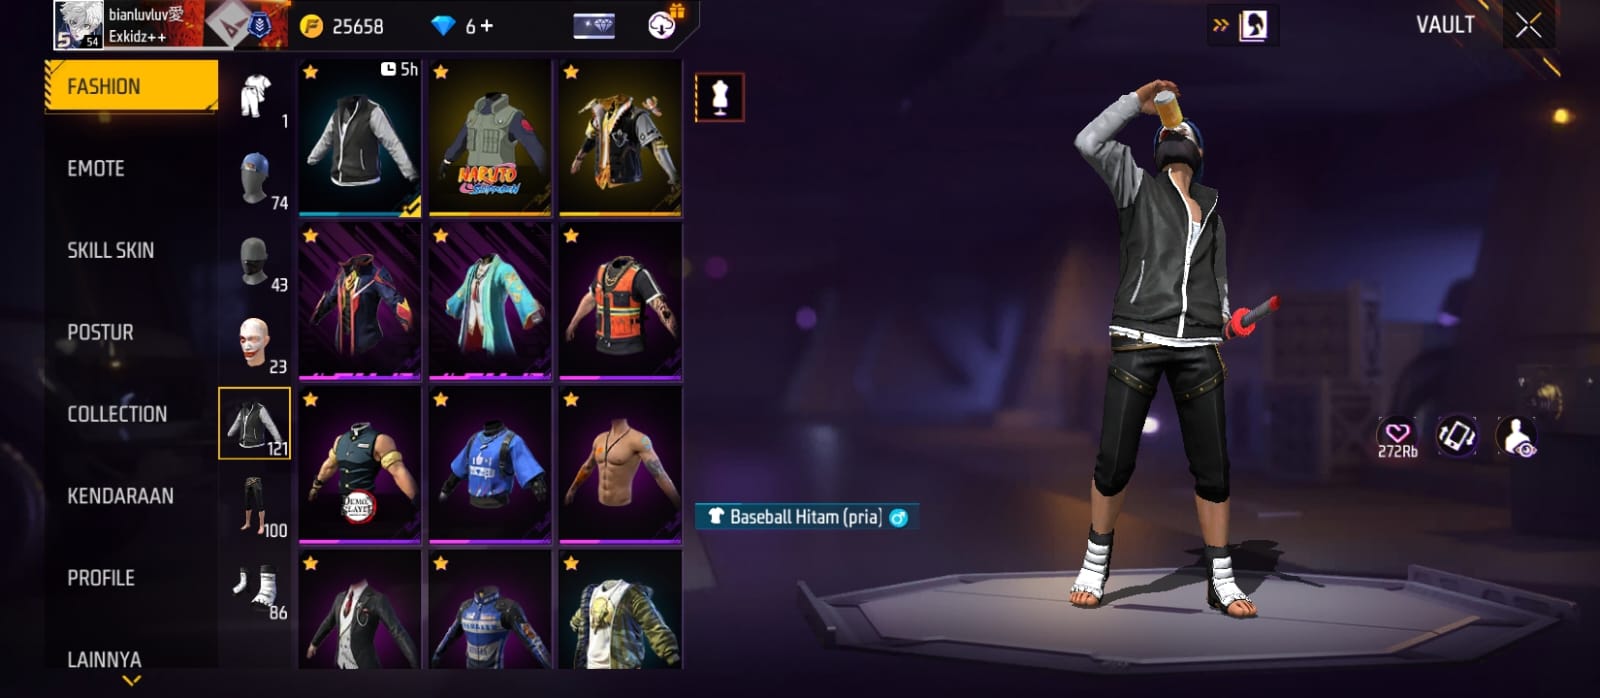 bianluvluv愛
Exkidz++
5
54
25658
6+
VAULT
FASHION
EMOTE
SKILL SKIN
POSTUR
COLLECTION
KENDARAAN
PROFILE
LAINNYA
1
74
43
23
121
100
86
5h
NARUTO
SHIPPUDEN
Baseball Hitam (pria)
272Rb